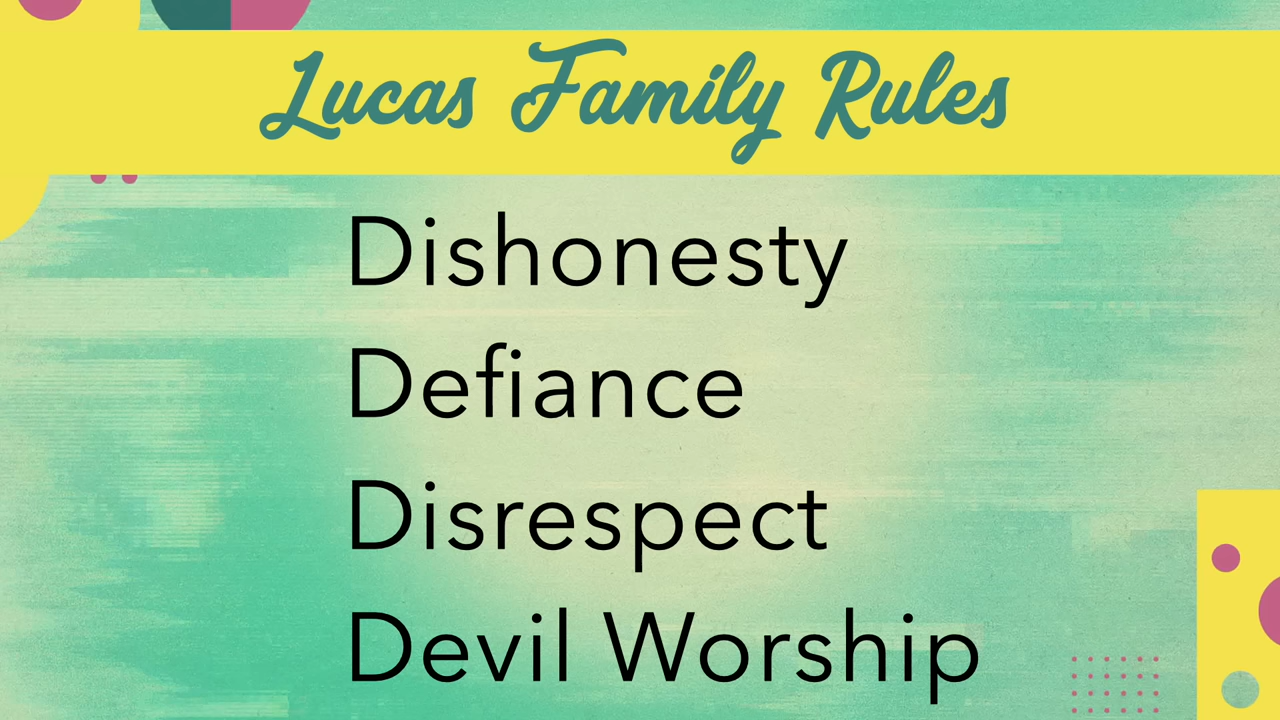 Lucas Family Rules
Dishonesty
Defiance
Disrespect
Devil Worship